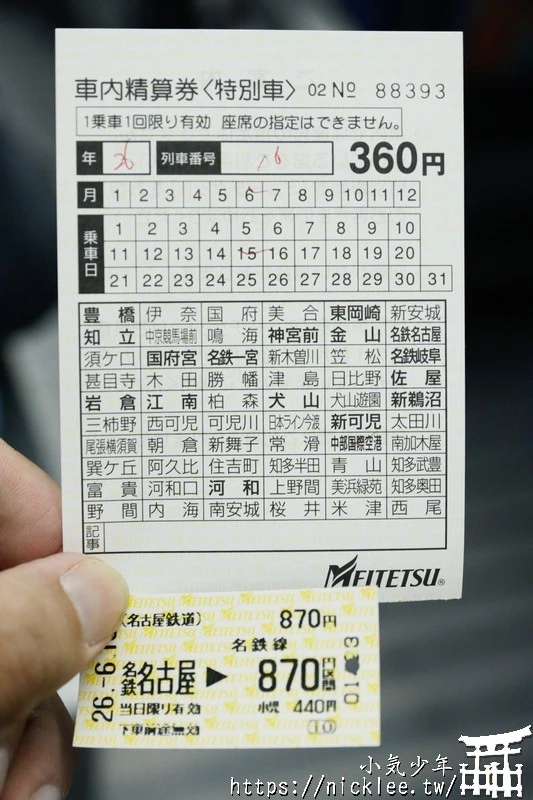 車内精算券〈特別車〉 02 No 88393
1乗車1回限り有効 座席の指定はできません。
年 26 列車番号 16 360円
月 1 2 3 4 5 6 7 8 9 10 11 12
乗車日 1 2 3 4 5 6 7 8 9 10
11 12 13 14 15 16 17 18 19 20
21 22 23 24 25 26 27 28 29 30 31
豊橋 伊奈 国府 美合 東岡崎 新安城
知立 中京競馬場前 鳴海 神宮前 金山 名鉄名古屋
須ケ口 国府宮 名鉄一宮 新木曽川 笠松 名鉄岐阜
甚目寺 木田 勝幡 津島 日比野 佐屋
岩倉 江南 柏森 犬山 犬山遊園 新鵜沼
三柿野 西可児 可児川 日本ライン今渡 新可児 太田川
尾張横須賀 朝倉 新舞子 常滑 中部国際空港 南加木屋
巽ケ丘 阿久比 住吉町 知多半田 青山 知多武豊
富貴 河和口 河和 上野間 美浜緑苑 知多奥田
野間 内海 南安城 桜井 米津 西尾
記事
MEITETSU®
(名古屋鉄道) 870円
名鉄線
名鉄名古屋 ▶ 870円区間
当日限り有効 小児 440円
下車前途無効 10
26.-6.1
小気少年
https://nicklee.tw/